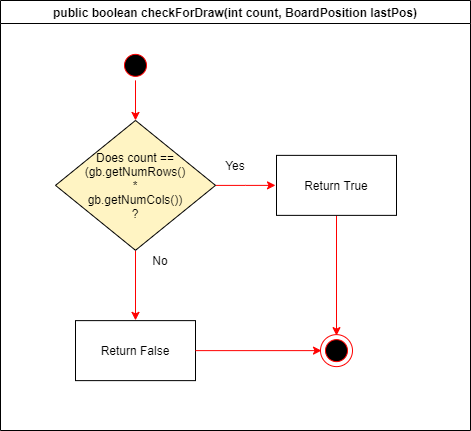 public boolean checkForDraw(int count, BoardPosition lastPos)
Does count ==
(gb.getNumRows()
*
gb.getNumCols())
?
Yes
Return True
No
Return False